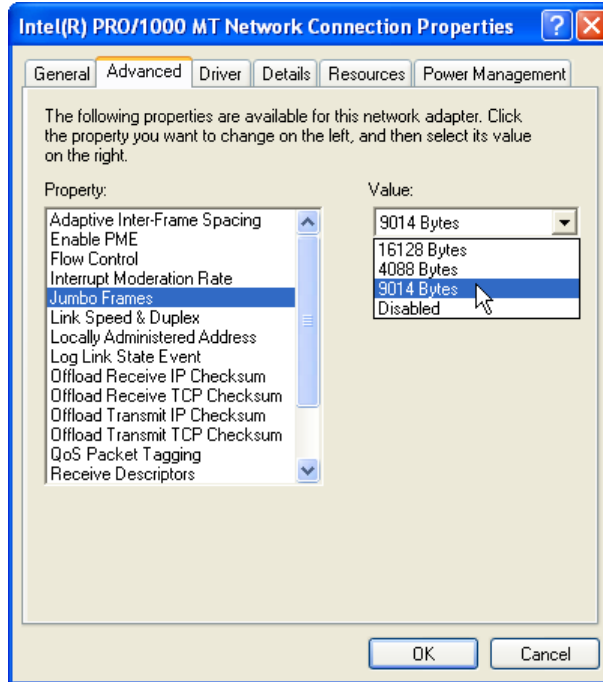 Intel(R) PRO/1000 MT Network Connection Properties
General Advanced Driver Details Resources Power Management
The following properties are available for this network adapter. Click
the property you want to change on the left, and then select its value
on the right.
Property:
Adaptive Inter-Frame Spacing
Enable PME
Flow Control
Interrupt Moderation Rate
Jumbo Frames
Link Speed & Duplex
Locally Administered Address
Log Link State Event
Offload Receive IP Checksum
Offload Receive TCP Checksum
Offload Transmit IP Checksum
Offload Transmit TCP Checksum
QoS Packet Tagging
Receive Descriptors
Value:
9014 Bytes
16128 Bytes
4088 Bytes
9014 Bytes
Disabled
OK Cancel